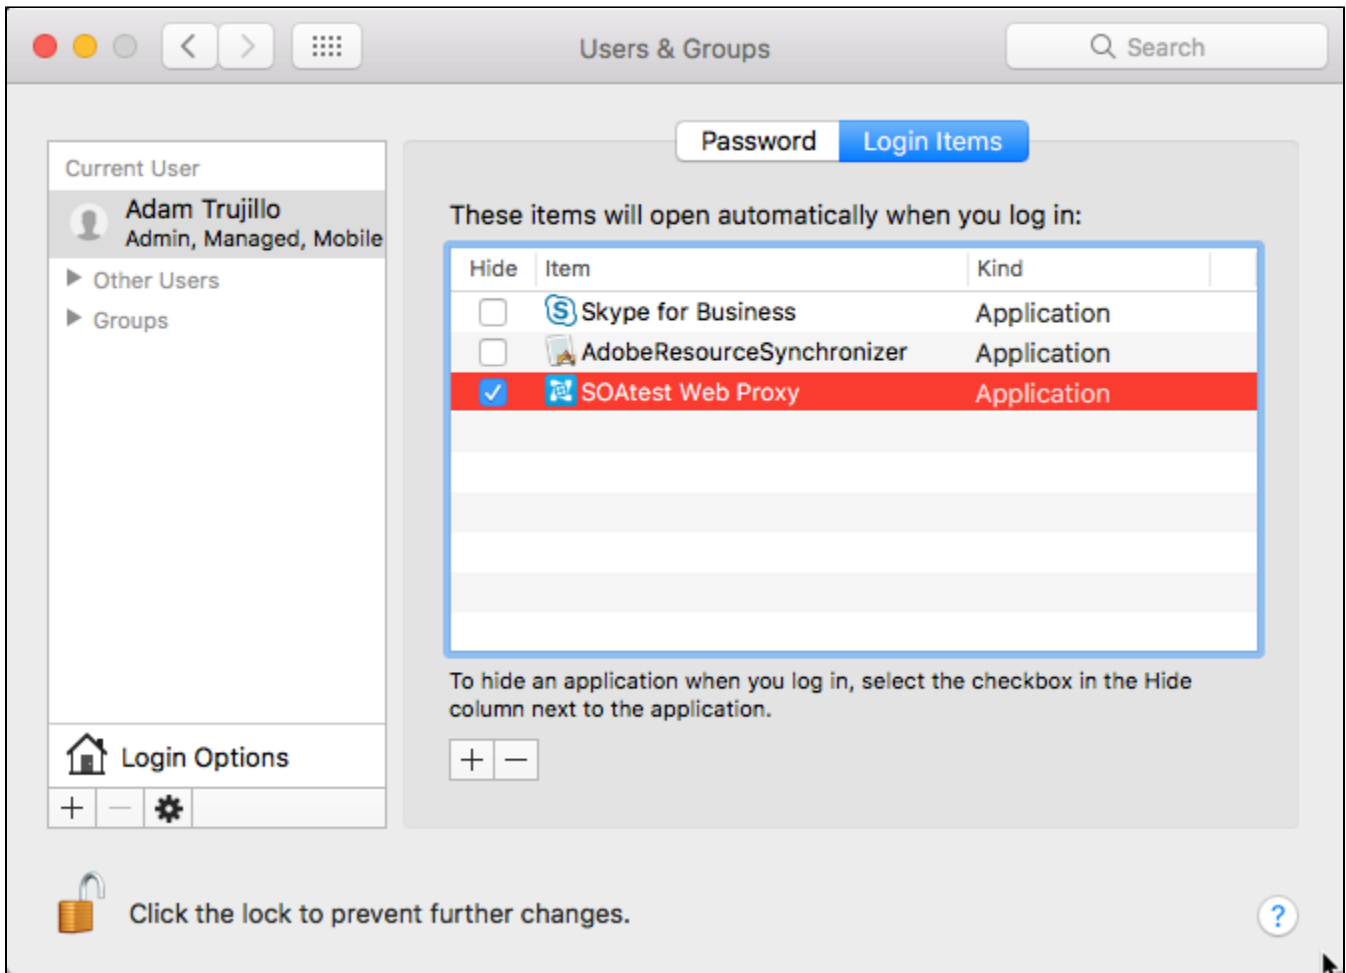 Users & Groups
Search
Password
Login Items
Current User
Adam Trujillo
Admin, Managed, Mobile
Other Users
Groups
These items will open automatically when you log in:
Hide Item Kind
Skype for Business Application
AdobeResourceSynchronizer Application
SOAtest Web Proxy Application
To hide an application when you log in, select the checkbox in the Hide
column next to the application.
Login Options
Click the lock to prevent further changes.
?